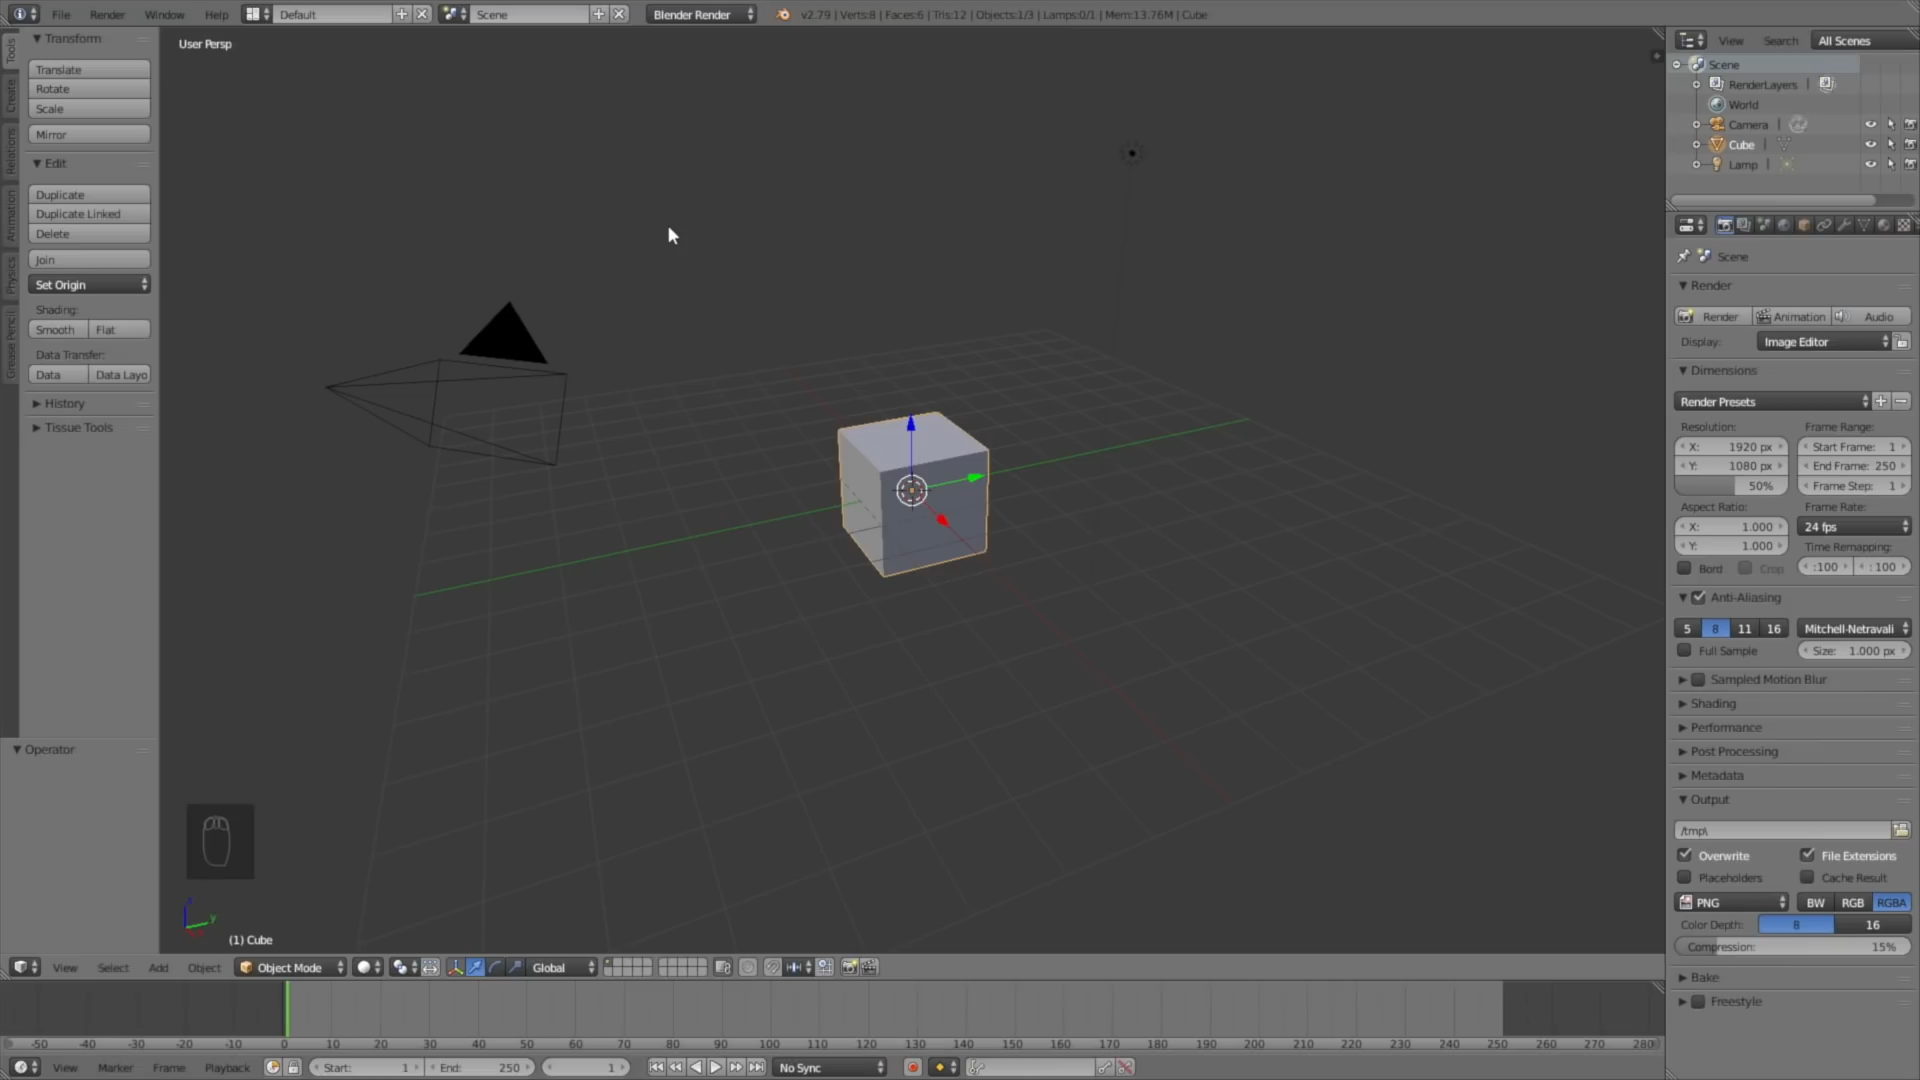 File Render Window Help Default Scene Blender Render v2.79 | Verts:8 | Faces:6 | Tris:12 | Objects:1/3 | Lamps:0/1 | Mem:13.76M | Cube
Tools
Create
Relations
Animation
Physics
Grease Pencil
Transform
Translate
Rotate
Scale
Mirror
Edit
Duplicate
Duplicate Linked
Delete
Join
Set Origin
Shading:
Smooth Flat
Data Transfer:
Data Data Layo
History
Tissue Tools
Operator
User Persp
z
y
(1) Cube
View Search All Scenes
Scene
RenderLayers |
World
Camera |
Cube |
Lamp |
Scene
Render
Render Animation Audio
Display: Image Editor
Dimensions
Render Presets
Resolution: Frame Range:
X: 1920 px Start Frame: 1
Y: 1080 px End Frame: 250
50% Frame Step: 1
Aspect Ratio: Frame Rate:
X: 1.000 24 fps
Y: 1.000 Time Remapping:
Bord Crop :100 : 100
Anti-Aliasing
5 8 11 16 Mitchell-Netravali
Full Sample Size: 1.000 px
Sampled Motion Blur
Shading
Performance
Post Processing
Metadata
Output
/tmp\
Overwrite File Extensions
Placeholders Cache Result
PNG BW RGB RGBA
Color Depth: 8 16
Compression: 15%
Bake
Freestyle
View Select Add Object Object Mode Global
-50 -40 -30 -20 -10 0 10 20 30 40 50 60 70 80 90 100 110 120 130 140 150 160 170 180 190 200 210 220 230 240 250 260 270 280
View Marker Frame Playback Start: 1 End: 250 1 No Sync